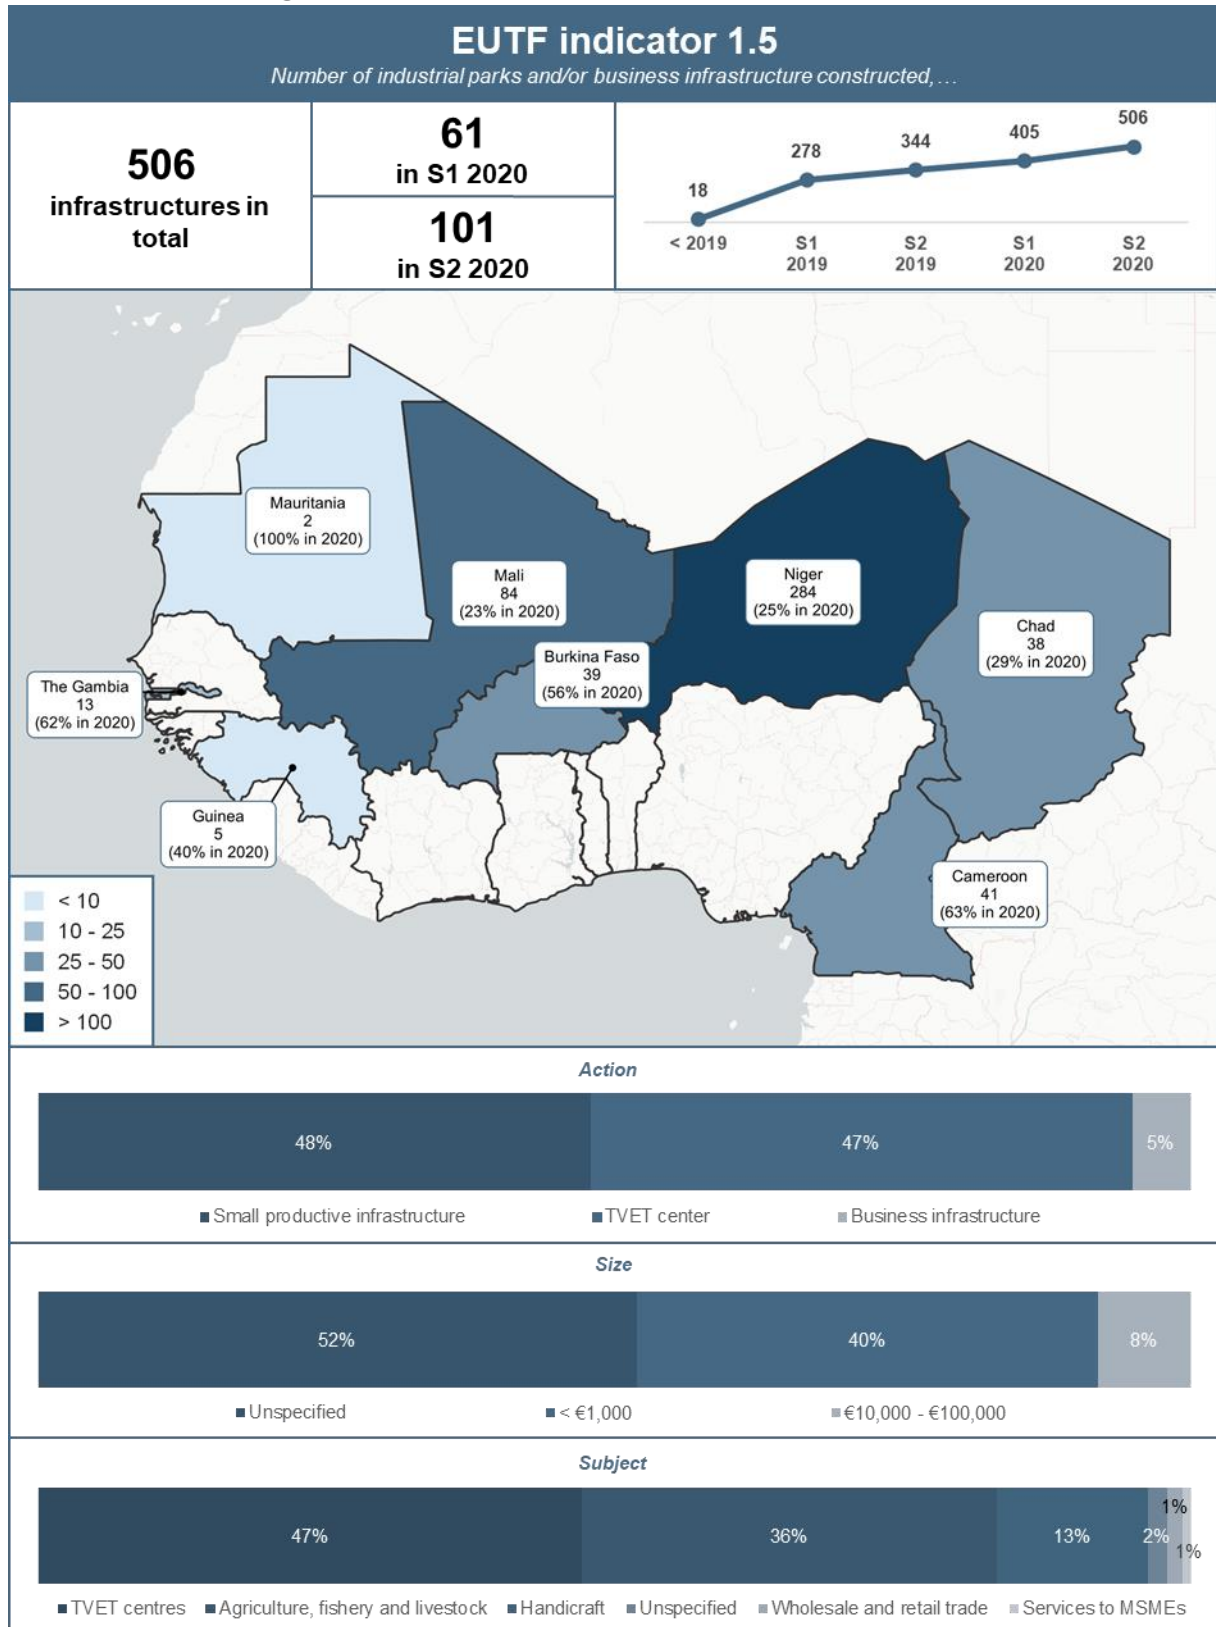 EUTF indicator 1.5
Number of industrial parks and/or business infrastructure constructed,...
506
infrastructures in
total
61
in S1 2020
101
in S2 2020
18
278
344
405
506
< 2019
S1
2019
S2
2019
S1
2020
S2
2020
Mauritania
2
(100% in 2020)
Mali
84
(23% in 2020)
Niger
284
(25% in 2020)
Chad
38
(29% in 2020)
Burkina Faso
39
(56% in 2020)
The Gambia
13
(62% in 2020)
Guinea
5
(40% in 2020)
Cameroon
41
(63% in 2020)
< 10
10 - 25
25 - 50
50 - 100
> 100
Action
48%
47%
5%
Small productive infrastructure
TVET center
Business infrastructure
Size
52%
40%
8%
Unspecified
< €1,000
€10,000 - €100,000
Subject
47%
36%
13%
2%
1%
1%
TVET centres
Agriculture, fishery and livestock
Handicraft
Unspecified
Wholesale and retail trade
Services to MSMEs